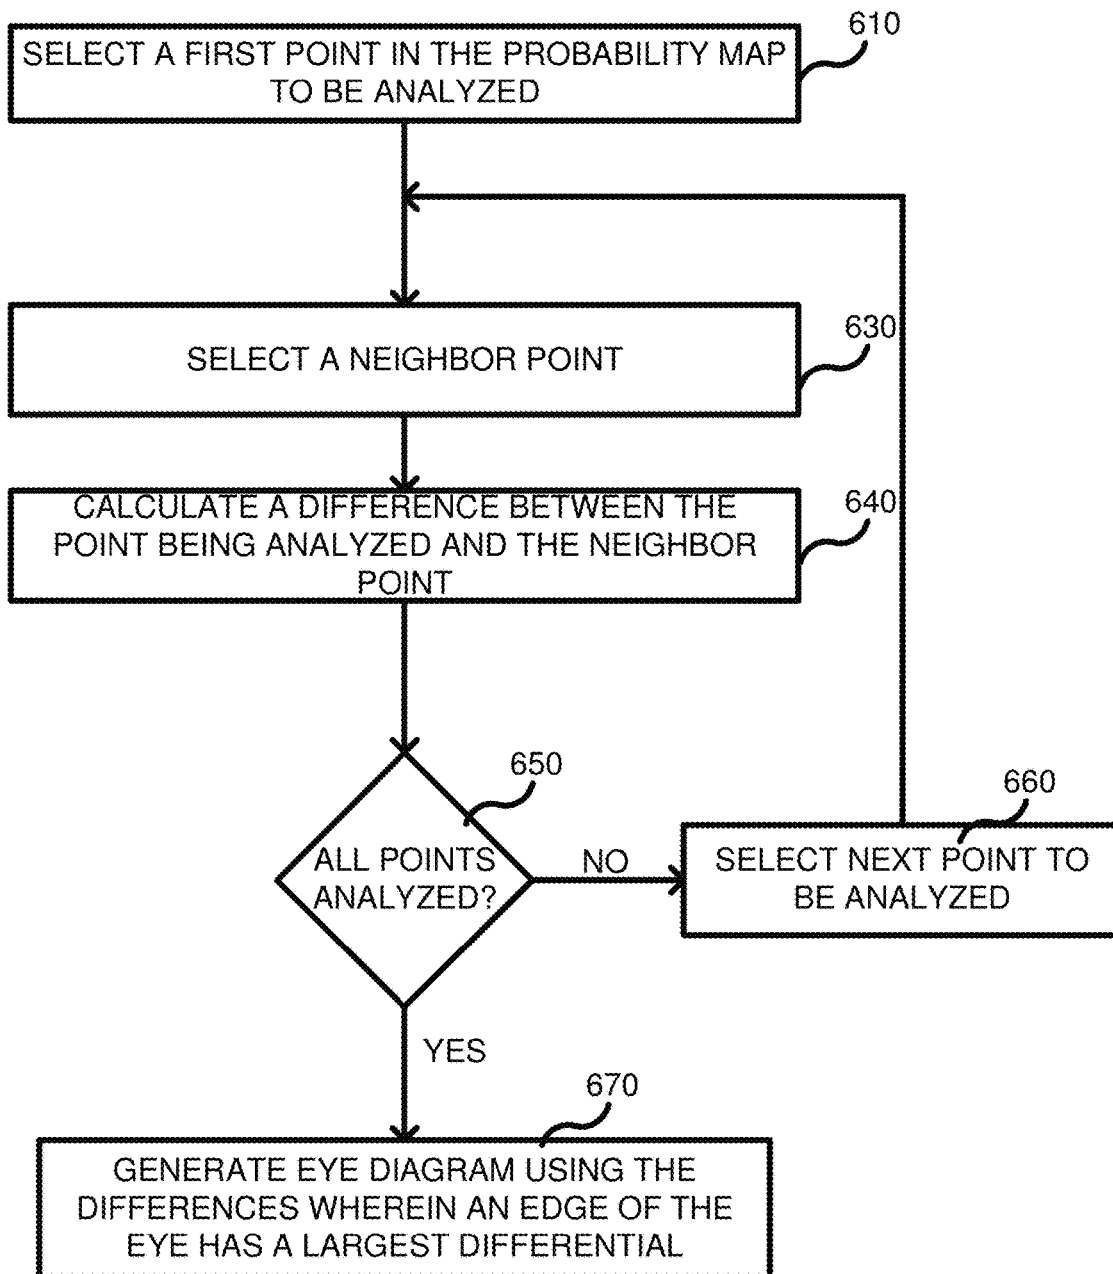 610
SELECT A FIRST POINT IN THE PROBABILITY MAP
TO BE ANALYZED
630
SELECT A NEIGHBOR POINT
640
CALCULATE A DIFFERENCE BETWEEN THE
POINT BEING ANALYZED AND THE NEIGHBOR
POINT
650
ALL POINTS
ANALYZED?
NO
660
SELECT NEXT POINT TO
BE ANALYZED
YES
670
GENERATE EYE DIAGRAM USING THE
DIFFERENCES WHEREIN AN EDGE OF THE
EYE HAS A LARGEST DIFFERENTIAL